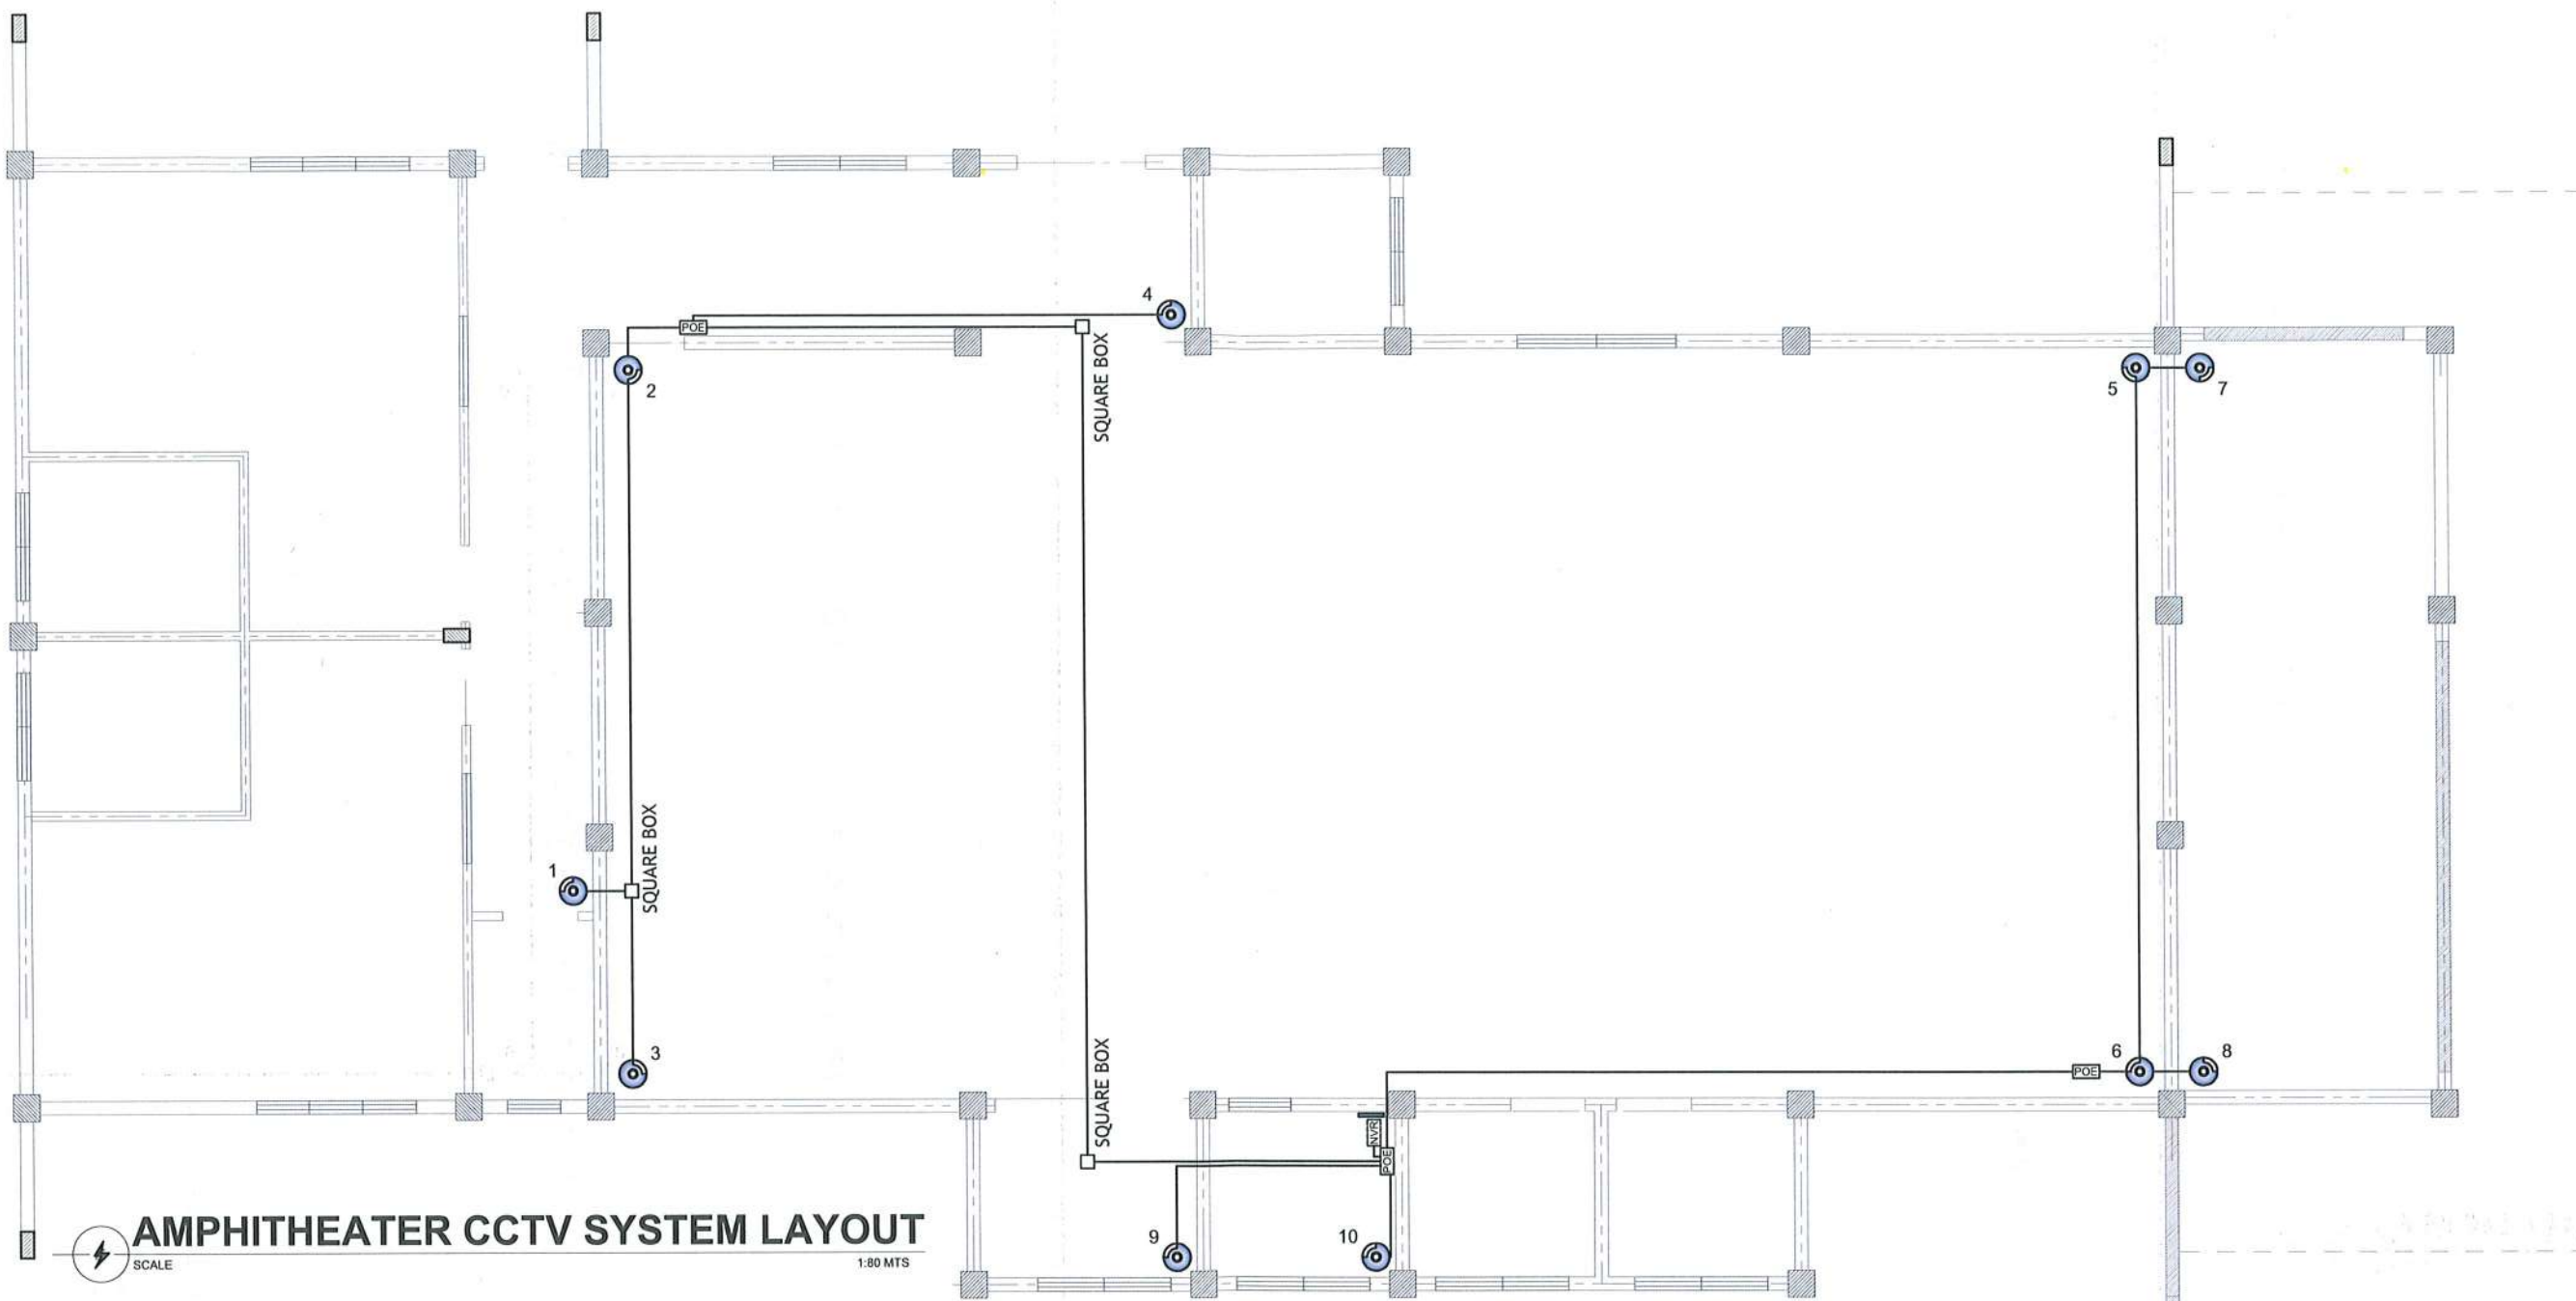 4
POE
2
SQUARE BOX
5
7
1
SQUARE BOX
3
SQUARE BOX
6
8
POE
NVR
POE
9
10
AMPHITHEATER CCTV SYSTEM LAYOUT
SCALE
1:80 MTS